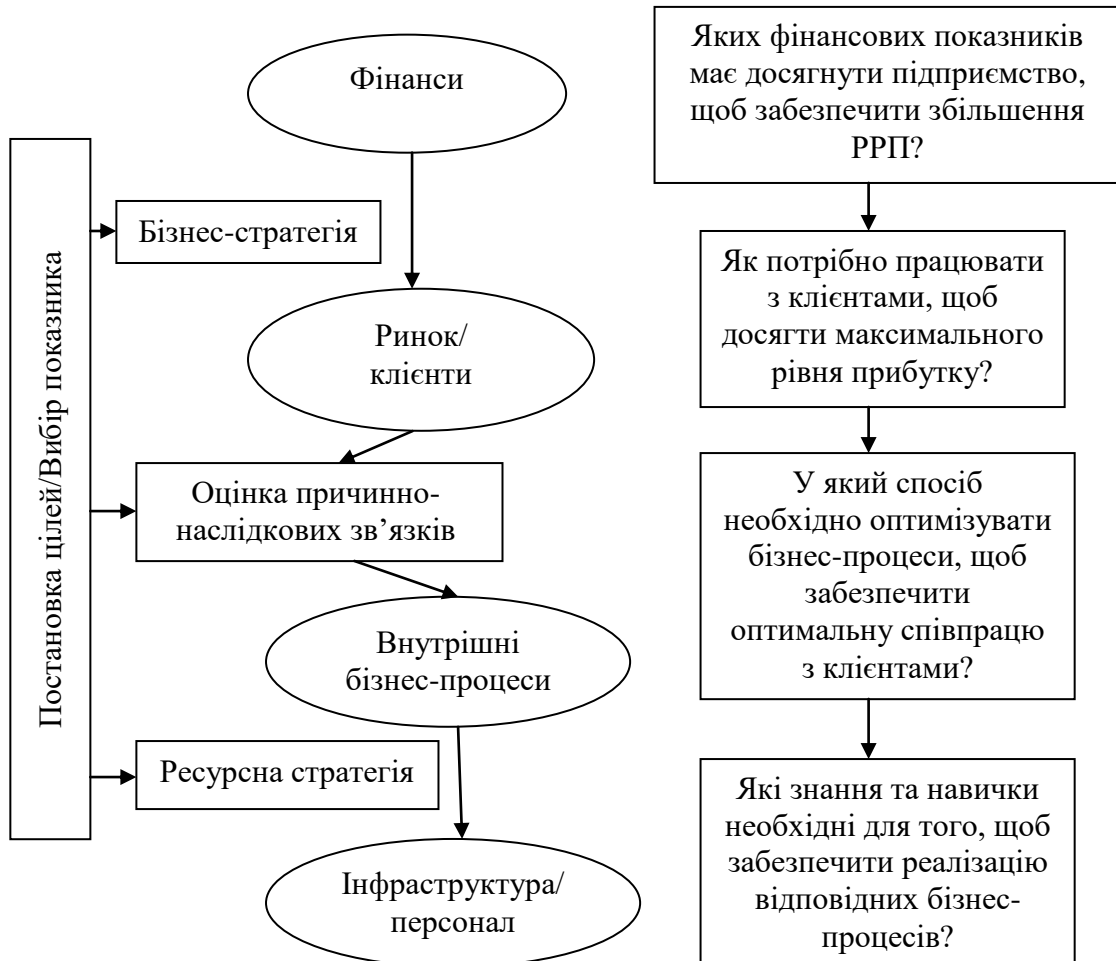 Постановка цілей/Вибір показника
Фінанси
Бізнес-стратегія
Ринок/
клієнти
Оцінка причинно-
наслідкових зв’язків
Внутрішні
бізнес-процеси
Ресурсна стратегія
Інфраструктура/
персонал
Яких фінансових показників
має досягнути підприємство,
щоб забезпечити збільшення
РРП?
Як потрібно працювати
з клієнтами, щоб
досягти максимального
рівня прибутку?
У який спосіб
необхідно оптимізувати
бізнес-процеси, щоб
забезпечити
оптимальну співпрацю
з клієнтами?
Які знання та навички
необхідні для того, щоб
забезпечити реалізацію
відповідних бізнес-
процесів?